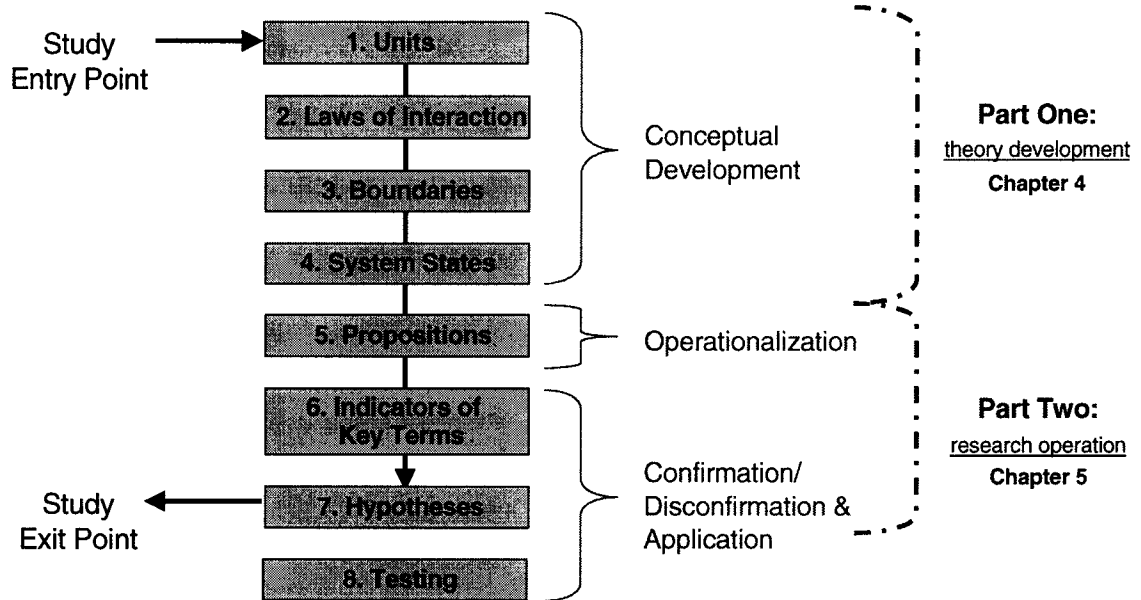 Study
Entry Point
1. Units
2. Laws of Interaction
3. Boundaries
4. System States
5. Propositions
6. Indicators of
Key Terms
7. Hypotheses
8. Testing
Study
Exit Point
Conceptual
Development
Operationalization
Confirmation/
Disconfirmation &
Application
Part One:
theory development
Chapter 4
Part Two:
research operation
Chapter 5